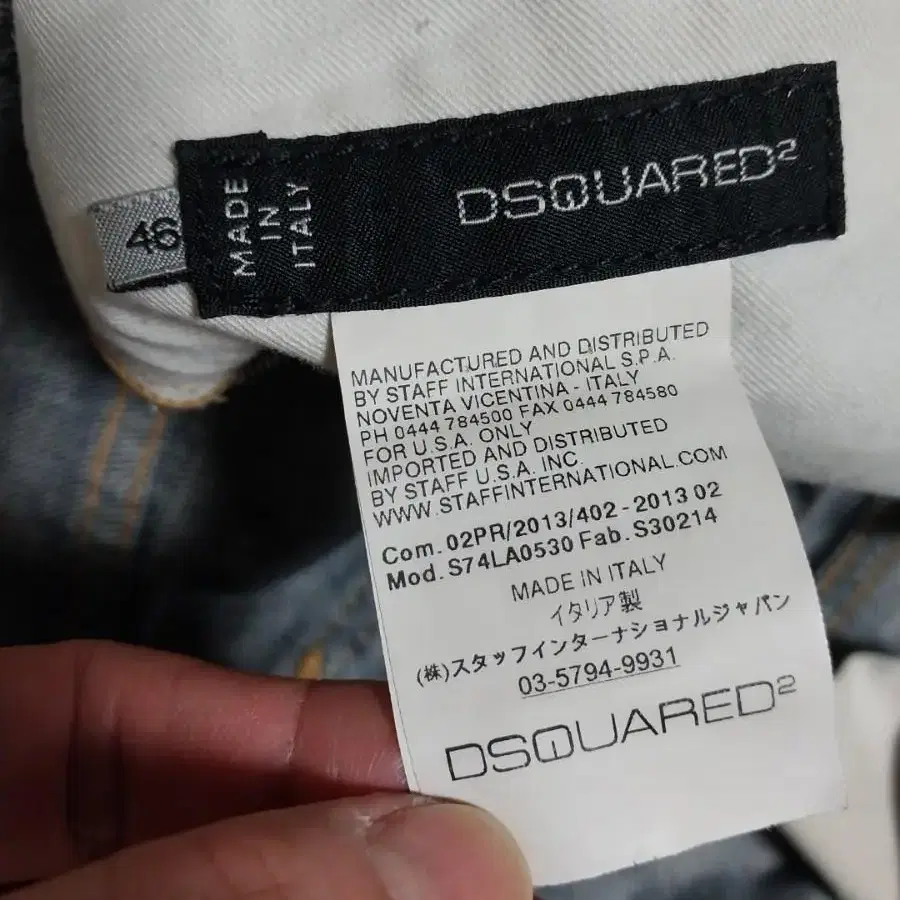 46
MADE
IN
ITALY
DSQUARED2
MANUFACTURED AND DISTRIBUTED
BY STAFF INTERNATIONAL S.P.A.
NOVENTA VICENTINA - ITALY
PH 0444 784500 FAX 0444 784580
FOR U.S.A. ONLY
IMPORTED AND DISTRIBUTED
BY STAFF U.S.A. INC.
WWW.STAFFINTERNATIONAL.COM
Com. 02PR/2013/402 - 2013 02
Mod. S74LA0530 Fab. S30214
MADE IN ITALY
イタリア製
(株)スタッフインターナショナルジャパン
03-5794-9931
DSQUARED2